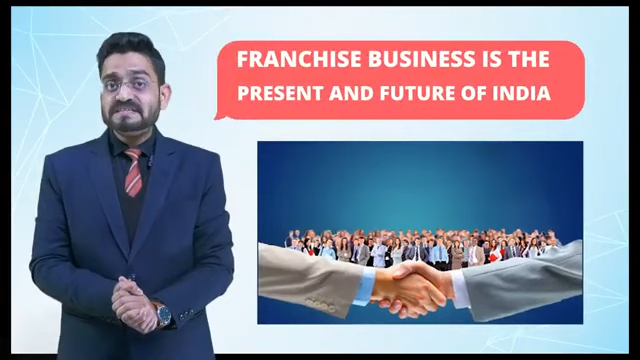 FRANCHISE BUSINESS IS THE
PRESENT AND FUTURE OF INDIA